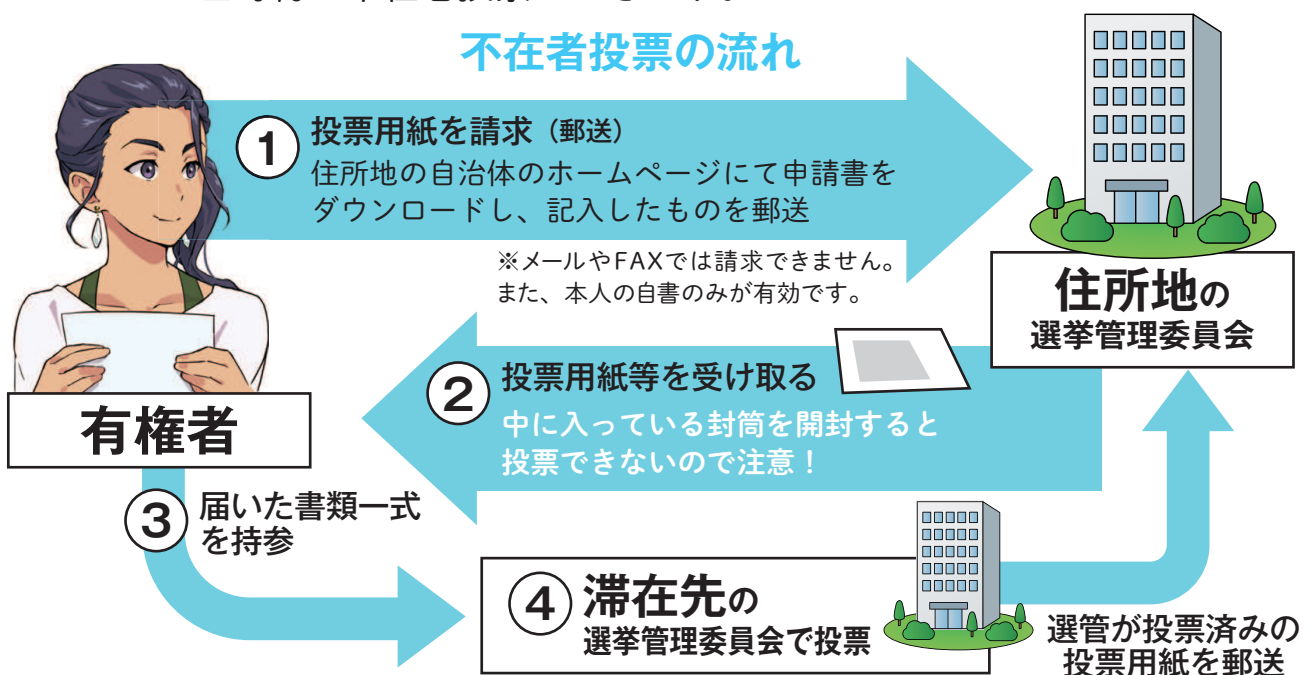 不在者投票の流れ
① 投票用紙を請求（郵送）
住所地の自治体のホームページにて申請書を
ダウンロードし、記入したものを郵送
※メールやFAXでは請求できません。
また、本人の自書のみが有効です。
住所地の
選挙管理委員会
② 投票用紙等を受け取る
中に入っている封筒を開封すると
投票できないので注意！
有権者
③ 届いた書類一式
を持参
④ 滞在先の
選挙管理委員会で投票
選管が投票済みの
投票用紙を郵送